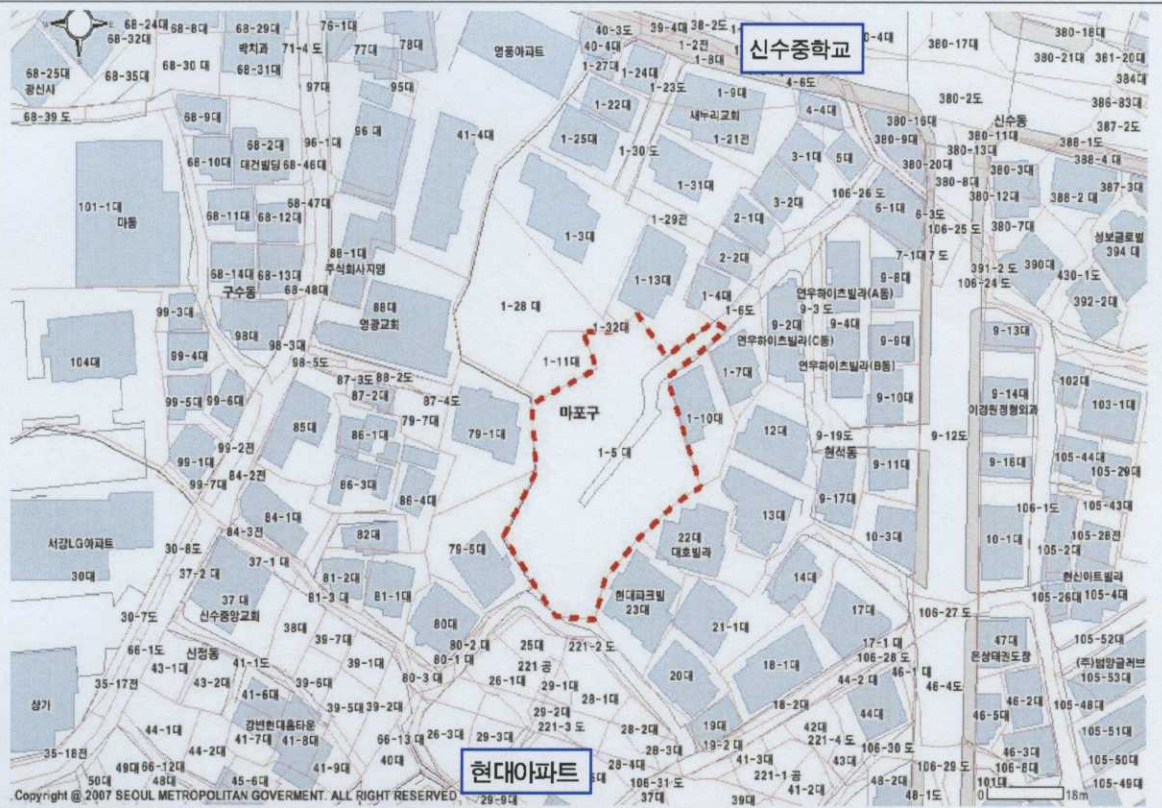 68-24대
68-8대
68-29대
76-1대
40-3도
39-4대
38-2도
신수중학교
380-17대
380-18대
68-32대
박치과
71-4 도
77대
78대
영풍아파트
40-4대
1-2전
1-8대
380-21대
381-20대
68-25대
68-35대
68-30 대
68-31대
1-27대
1-24대
4-6도
384대
광신사
97대
95대
1-23도
1-9대
380-2도
386-83대
68-39 도
68-9대
1-22대
새누리교회
4-4대
380-16대
신수동
387-2도
96 대
41-4대
1-25대
1-21전
380-9대
380-11대
388-1도
68-2대
96-1대
1-30 도
3-1대
5대
380-13대
388-4 대
68-10대
대건빌딩
68-46대
380-20대
380-3대
1-31대
106-26 도
380-8대
387-3대
68-47대
3-2대
6-1대
380-12대
388-2 대
101-1대
68-11대
68-12대
2-1대
6-3도
마동
1-29전
106-25 도
380-7대
성보글로벌
88-1대
1-3대
2-2대
7-1대
7 도
394 대
68-14대
68-13대
주식회사지명
1-13대
9-8대
391-2 도
390대
430-1도
구수동
68-48대
1-4대
연우하이츠빌라(A동)
106-24 도
99-3대
88대
1-28 대
1-6도
9-3 도
392-2대
98대
영광교회
1-32대
9-2대
9-4대
9-13대
104대
98-3대
연우하이츠빌라(C동)
99-4대
98-5도
1-11대
9-9대
1-7대
연우하이츠빌라(B동)
87-3도
88-2도
102대
99-5대
99-6대
87-2대
87-4도
마포구
9-10대
9-14대
103-1대
85대
79-7대
이경원정형외과
86-1대
79-1대
1-10대
99-2전
12대
9-19도
9-12도
99-1대
1-5 대
현석동
105-44대
84-2전
9-11대
9-16대
99-7대
86-3대
105-29대
86-4대
9-17대
84-1대
106-1도
105-43대
13대
서강LG아파트
84-3전
82대
22대
10-3대
10-1대
105-28전
30-8도
79-5대
대호빌라
105-2대
30대
37-1 대
37-2 대
81-2대
14대
현신아트빌라
37 대
81-3 대
81-1대
현대파크빌
105-26대
105-4대
30-7도
신수중앙교회
38대
80대
23대
17대
106-27 도
21-1대
39-7대
80-2 대
25대
221-2 도
47대
66-1도
신정동
17-1 대
105-52대
39-1대
80-1 대
221 공
106-28 도
은성태권도장
43-1대
41-1도
18-1대
46-1 대
(주)범양글러브
39-6대
80-3 대
26-1대
29-1대
20대
105-53대
35-17전
43-2대
41-6대
28-1대
44-2 대
46-4도
46-2대
상가
39-5대
39-2대
29-2대
18-2대
44대
105-48대
강변현대홈타운
19대
46-5대
44-1대
41-7대
41-8대
66-13 대
26-3대
29-3대
221-3 도
28-2대
42대
221-4 도
105-51대
35-18전
44-2대
28-3대
19-2 대
106-30 도
46-3대
49대
66-12대
41-9대
40대
현대아파트
28-4대
41-3대
43대
105-50대
106-29 도
106-8대
50대
48대
45-6대
106-31 도
221-1 공
48-2대
101대
105-49대
Copyright @ 2007 SEOUL METROPOLITAN GOVERMENT. ALL RIGHT RESERVED
29-9대
37대
39대
41-2대
48-1도
18m